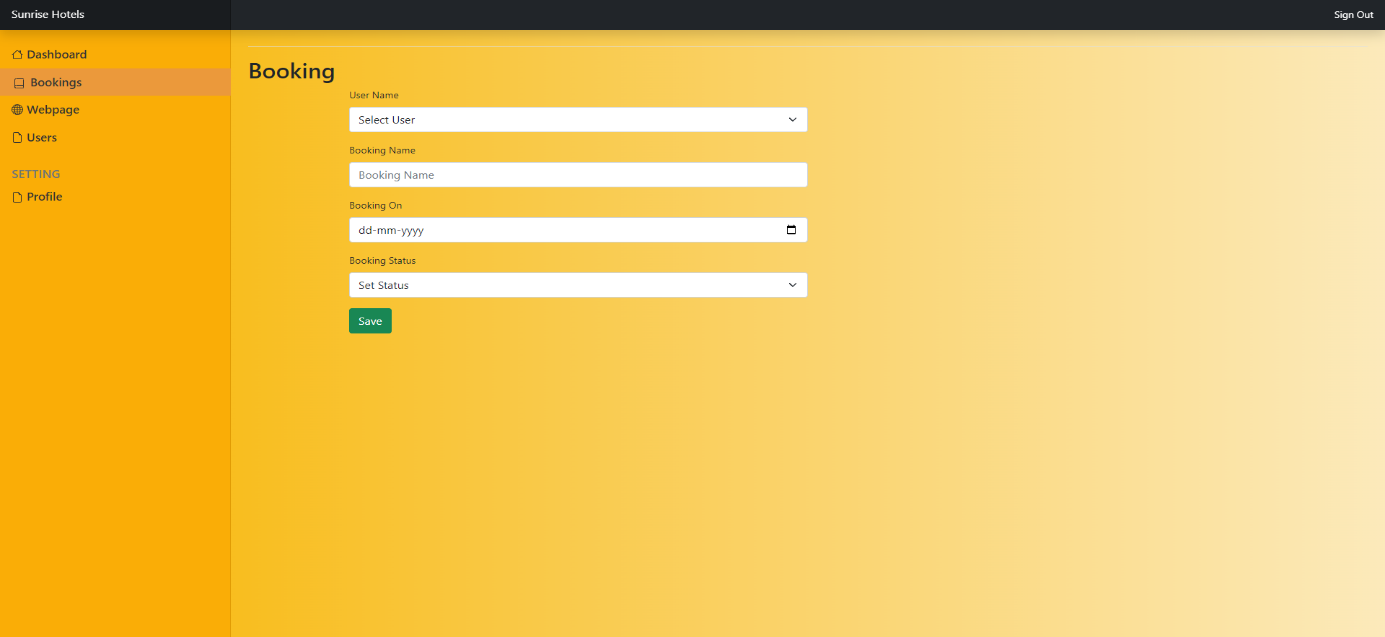 Sunrise Hotels
Sign Out
Dashboard
Bookings
Webpage
Users
SETTING
Profile
Booking
User Name
Select User
Booking Name
Booking Name
Booking On
dd-mm-yyyy
Booking Status
Set Status
Save